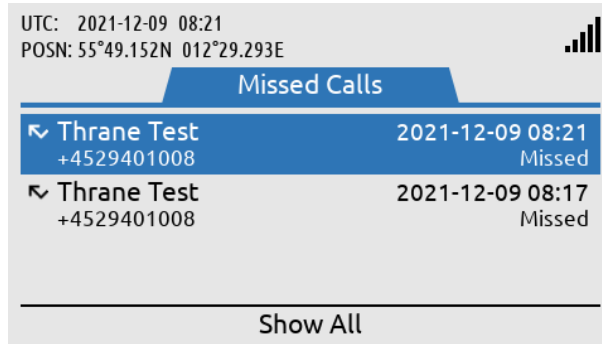 UTC: 2021-12-09 08:21
POSN: 55°49.152N 012°29.293E
Missed Calls
Thrane Test 2021-12-09 08:21
+4529401008 Missed
Thrane Test 2021-12-09 08:17
+4529401008 Missed
Show All